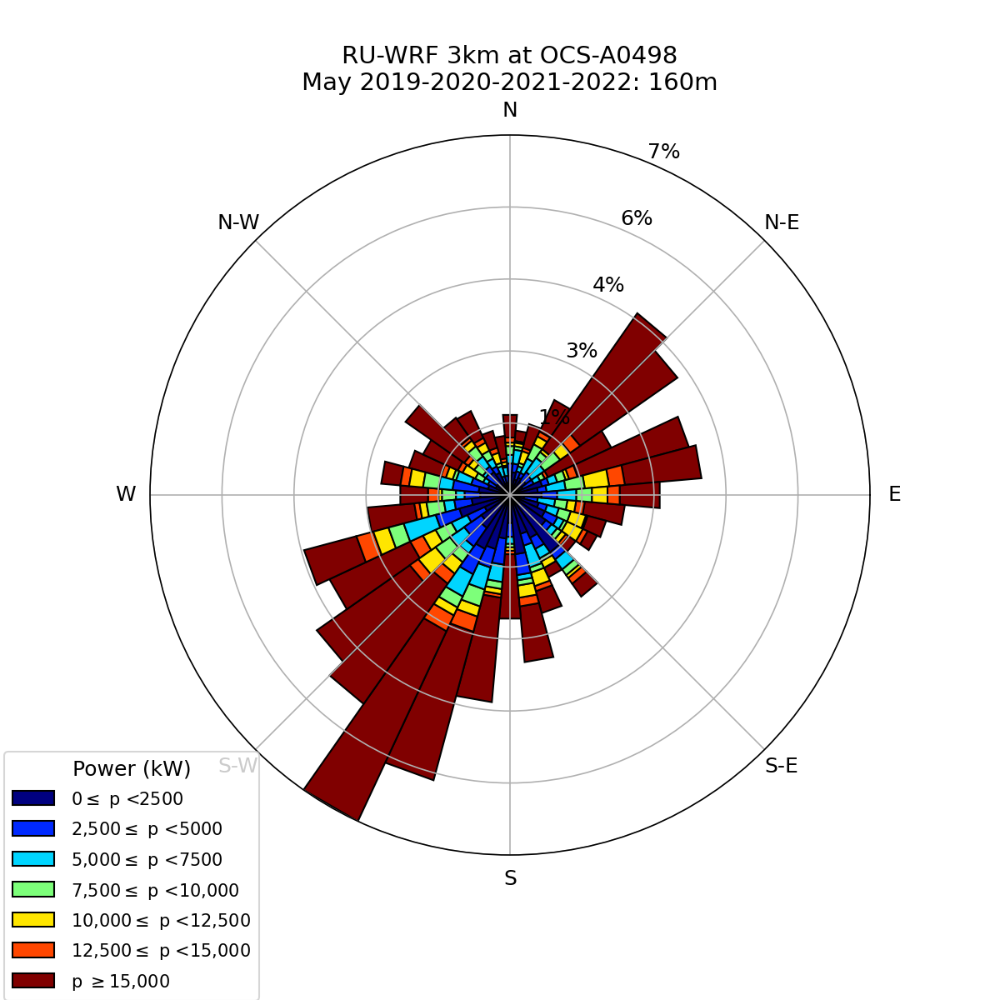 RU-WRF 3km at OCS-A0498
May 2019-2020-2021-2022: 160m
N
7%
N-W
6%
N-E
4%
3%
1%
W
E
S-W
S-E
S
Power (kW)
0≤ p <2500
2,500≤ p <5000
5,000≤ p <7500
7,500≤ p <10,000
10,000≤ p <12,500
12,500≤ p <15,000
p ≥15,000